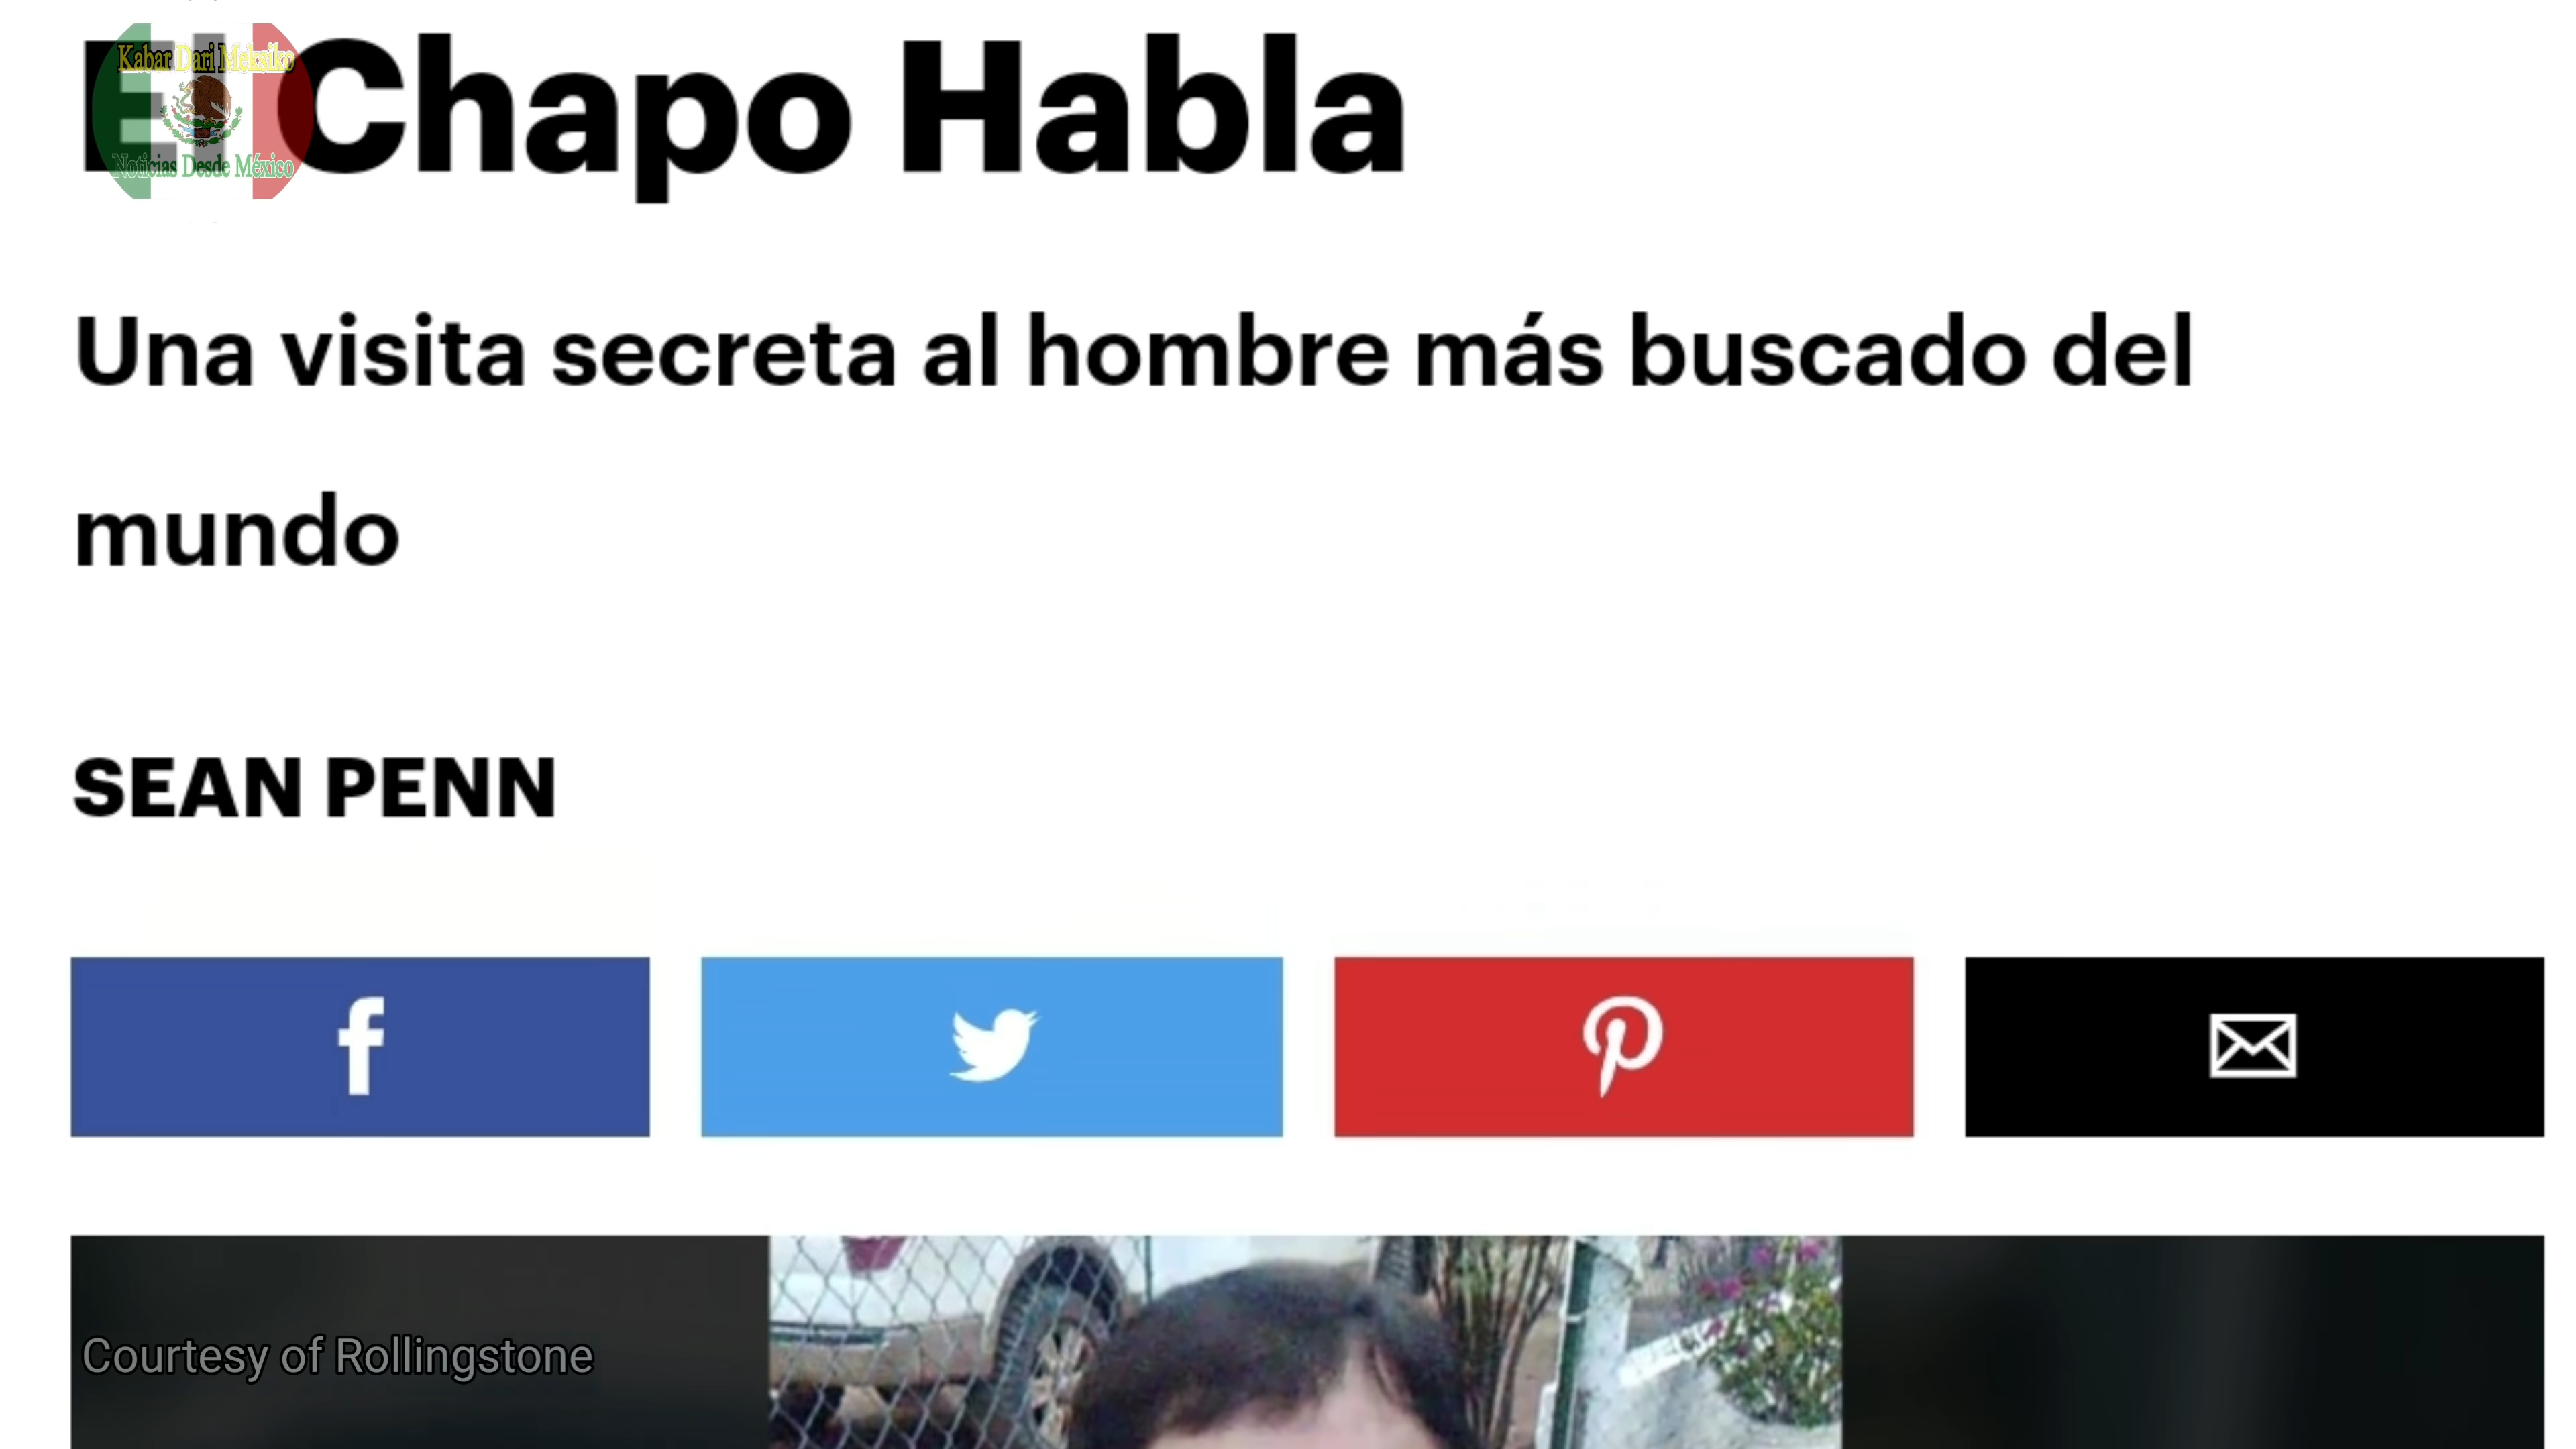 El Chapo Habla
Kabar Dari Meksiko
Noticias Desde México
Una visita secreta al hombre más buscado del
mundo
SEAN PENN
Courtesy of Rollingstone